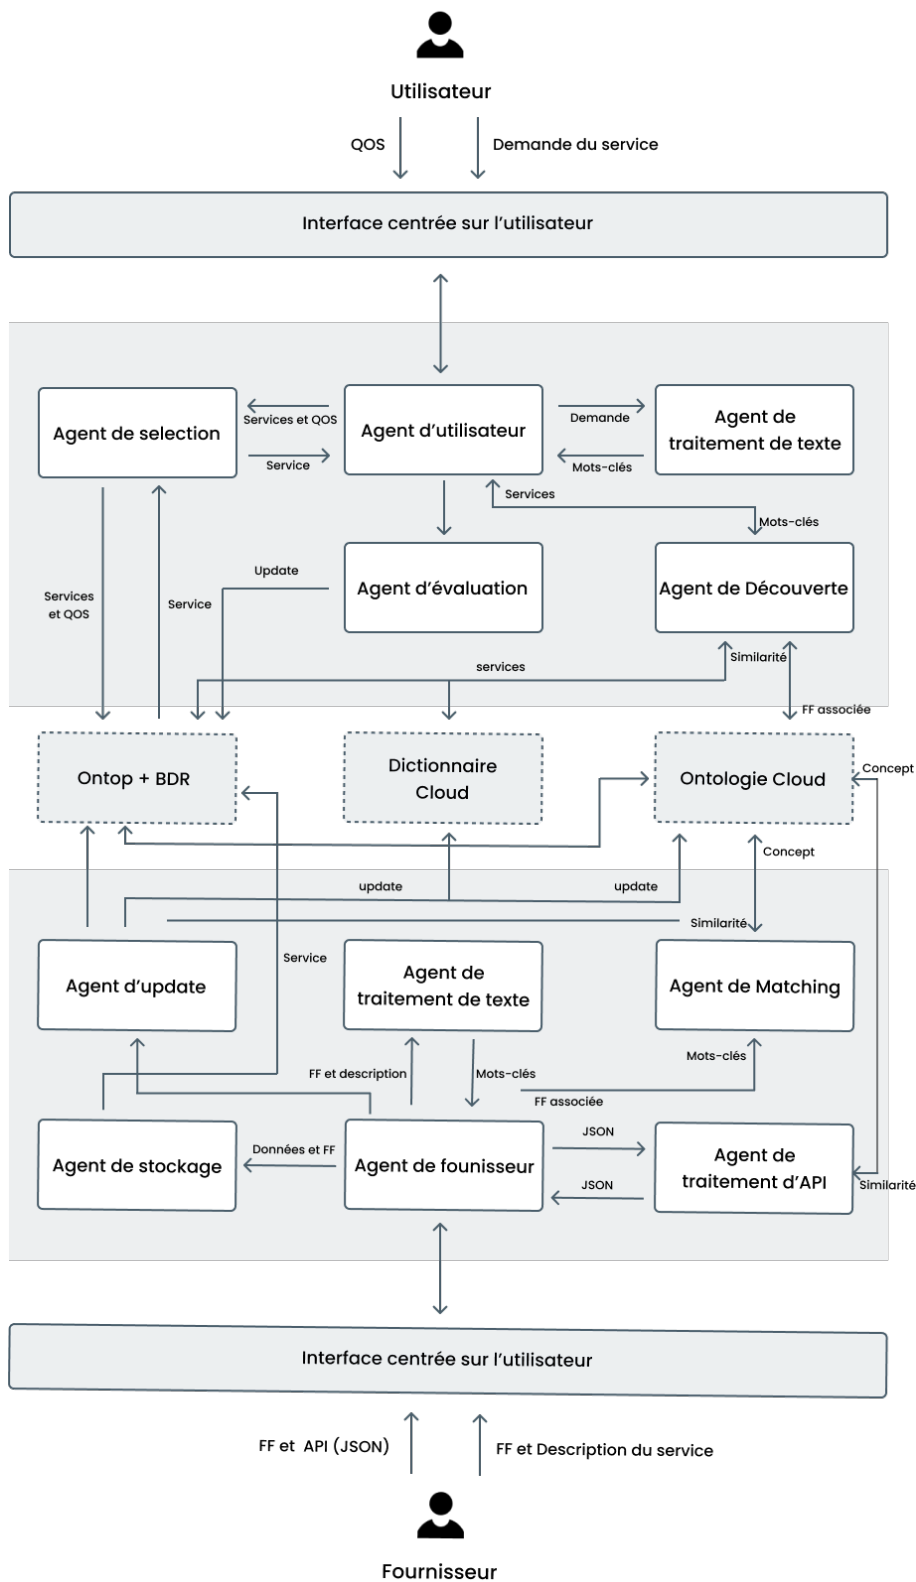 Utilisateur
QOS
Demande du service
Interface centrée sur l'utilisateur
Agent de selection
Services et QOS
Service
Agent d'utilisateur
Demande
Mots-clés
Agent de
traitement de texte
Services
Mots-clés
Update
Agent d'évaluation
Agent de Découverte
Services
et QOS
Service
services
Similarité
FF associée
Ontop + BDR
Dictionnaire
Cloud
Ontologie Cloud
Concept
Concept
update
update
Similarité
Agent d'update
Service
Agent de
traitement de texte
Agent de Matching
FF et description
Mots-clés
Mots-clés
FF associée
Agent de stockage
Données et FF
Agent de founisseur
JSON
JSON
Agent de
traitement d'API
Similarité
Interface centrée sur l'utilisateur
FF et API (JSON)
FF et Description du service
Fournisseur